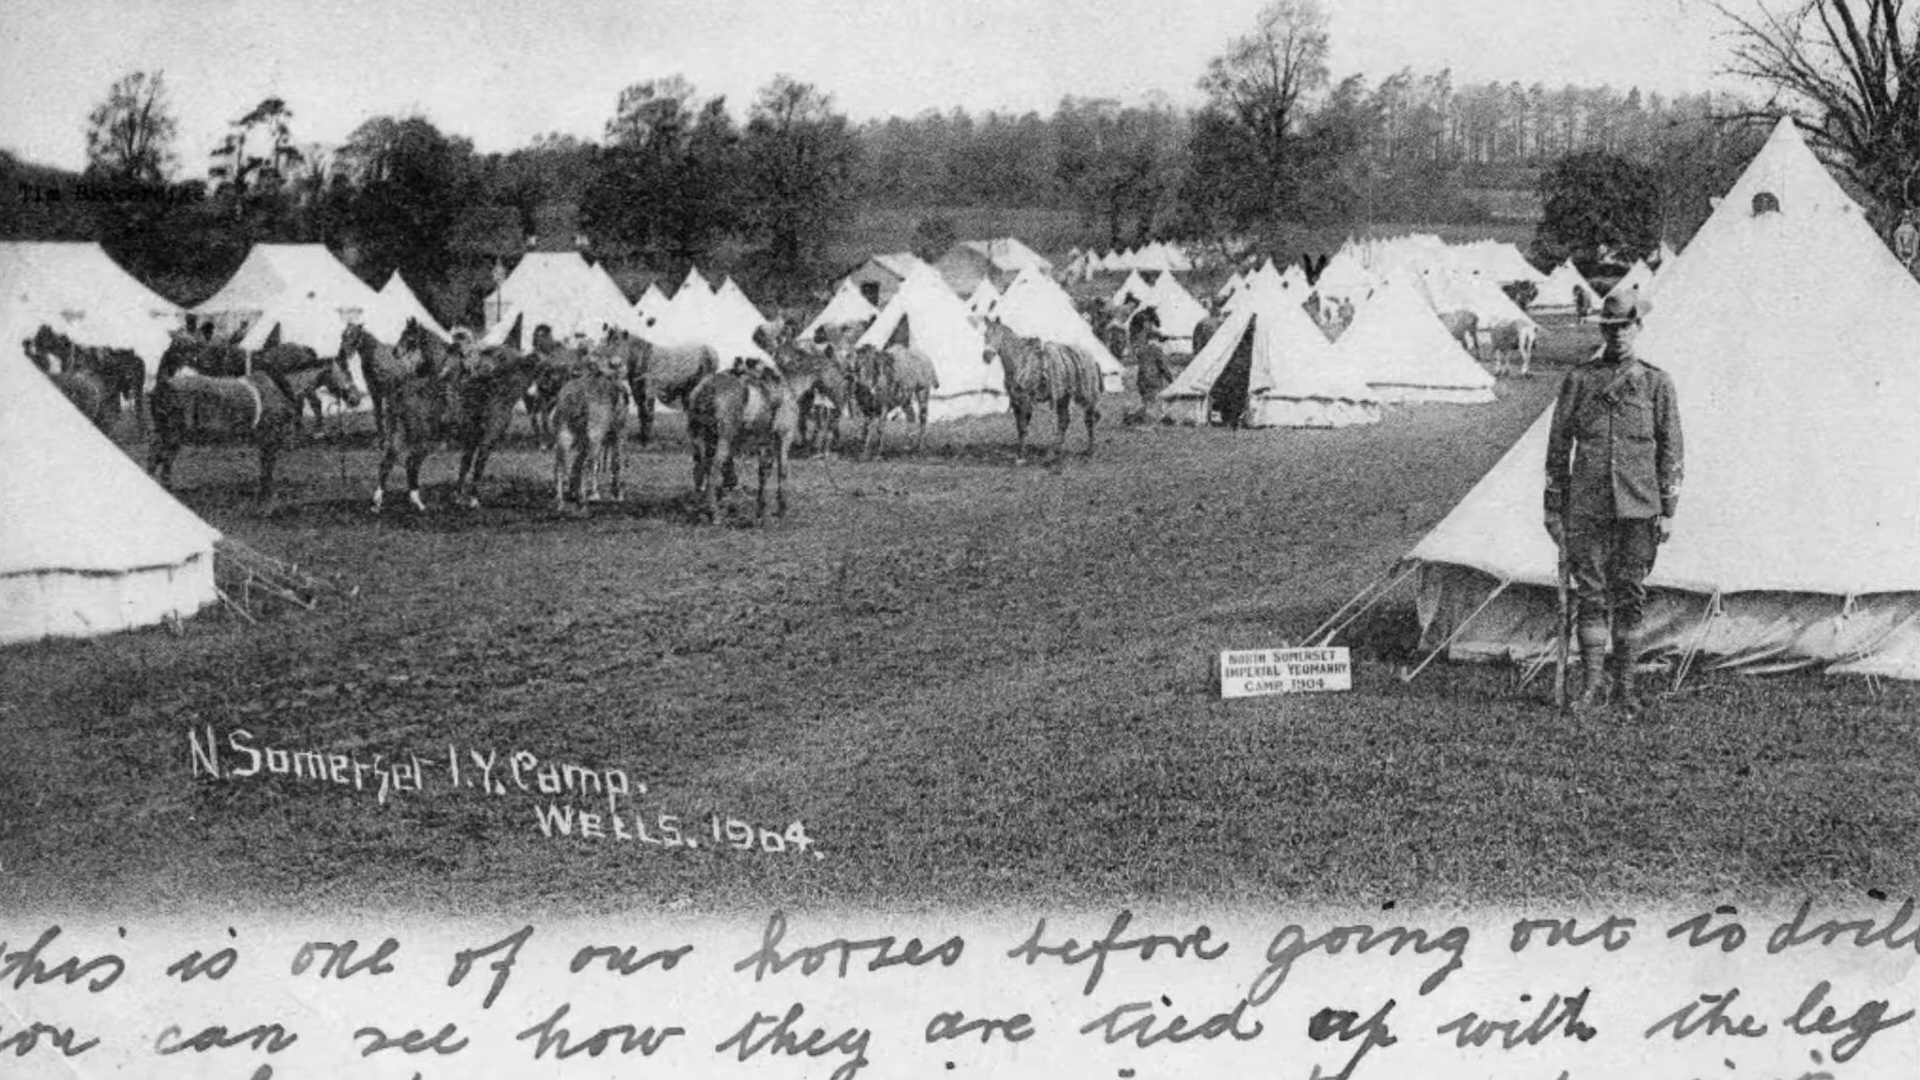 Tim
NORTH SOMERSET
IMPERIAL YEOMANRY
CAMP 1904
N. Somerset I.Y. Camp.
WELLS. 1904.
this is one of our horses before going out to drill
you can see how they are tied up with the leg